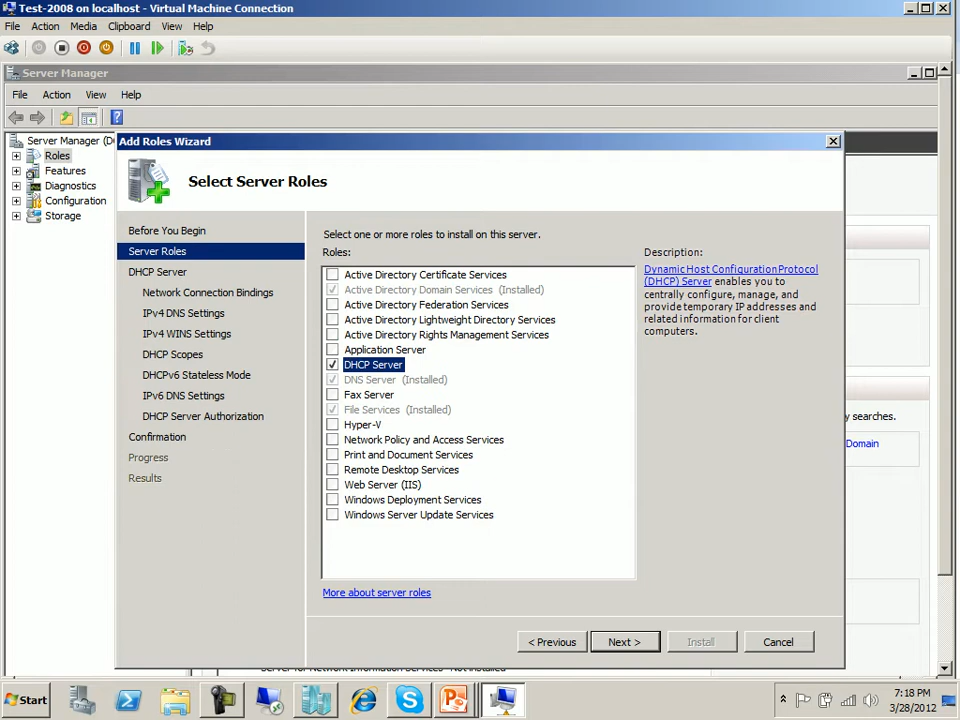 Test-2008 on localhost - Virtual Machine Connection
File Action Media Clipboard View Help
Server Manager
File Action View Help
Server Manager (D
Roles
Features
Diagnostics
Configuration
Storage
Add Roles Wizard
Select Server Roles
Before You Begin
Server Roles
DHCP Server
Network Connection Bindings
IPv4 DNS Settings
IPv4 WINS Settings
DHCP Scopes
DHCPv6 Stateless Mode
IPv6 DNS Settings
DHCP Server Authorization
Confirmation
Progress
Results
Select one or more roles to install on this server.
Roles:
Active Directory Certificate Services
Active Directory Domain Services (Installed)
Active Directory Federation Services
Active Directory Lightweight Directory Services
Active Directory Rights Management Services
Application Server
DHCP Server
DNS Server (Installed)
Fax Server
File Services (Installed)
Hyper-V
Network Policy and Access Services
Print and Document Services
Remote Desktop Services
Web Server (IIS)
Windows Deployment Services
Windows Server Update Services
More about server roles
Description:
Dynamic Host Configuration Protocol
(DHCP) Server enables you to
centrally configure, manage, and
provide temporary IP addresses and
related information for client
computers.
y searches.
Domain
< Previous Next > Install Cancel
Start
7:18 PM
3/28/2012